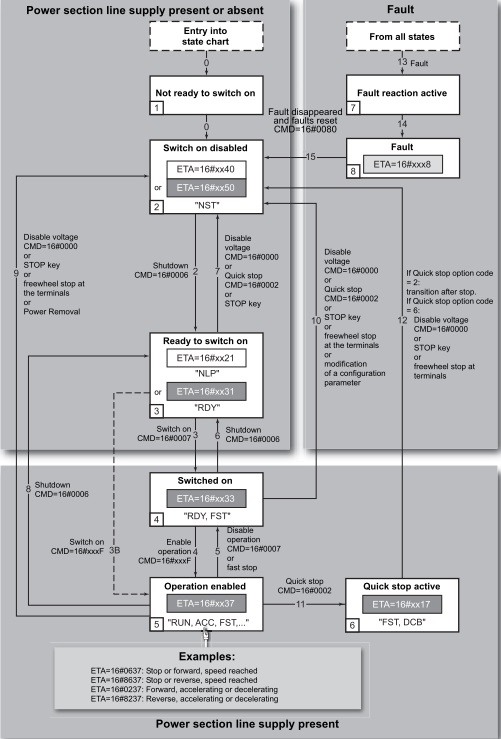 Power section line supply present or absent
Fault
Entry into
state chart
From all states
0
13 Fault
Not ready to switch on
1
Fault reaction active
7
Fault disappeared
and faults reset
CMD=16#0080
0
14
15
Switch on disabled
ETA=16#xx40
or
ETA=16#xx50
2
"NST"
Fault
ETA=16#xxx8
8
9
Disable voltage
CMD=16#0000
or
STOP key
or
freewheel stop at
the terminals
or
Power Removal
Shutdown
CMD=16#0006
2
7
Disable
voltage
CMD=16#0000
or
Quick stop
CMD=16#0002
or
STOP key
10
Disable
voltage
CMD=16#0000
or
Quick stop
CMD=16#0002
or
STOP key
or
freewheel stop
at the terminals
or
modification
of a configuration
parameter
12
If Quick stop option code
= 2:
transition after stop.
If Quick stop option code
= 6:
Disable voltage
CMD=16#0000
or
STOP key
or
freewheel stop at
terminals
Ready to switch on
ETA=16#xx21
"NLP"
or
ETA=16#xx31
3
"RDY"
Switch on
CMD=16#0007
3
6
Shutdown
CMD=16#0006
8
Shutdown
CMD=16#0006
Switched on
ETA=16#xx33
4
"RDY, FST"
Switch on
CMD=16#xxxF
3B
Enable
operation
CMD=16#xxxF
4
5
Disable
operation
CMD=16#0007
or
fast stop
Operation enabled
ETA=16#xx37
5
"RUN, ACC, FST,..."
Quick stop
CMD=16#0002
11
Quick stop active
ETA=16#xx17
6
"FST, DCB"
Examples:
ETA=16#0637: Stop or forward, speed reached
ETA=16#8637: Stop or reverse, speed reached
ETA=16#0237: Forward, accelerating or decelerating
ETA=16#8237: Reverse, accelerating or decelerating
Power section line supply present